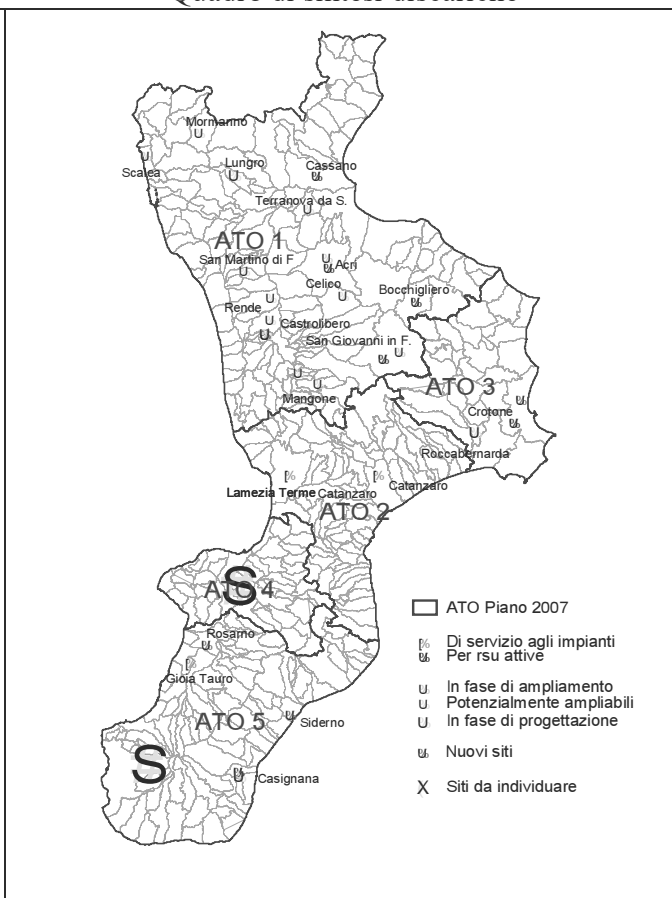 Quadro di sintesi discariche
Mormanno
Scalea
Lungro
Cassano
Terranova da S.
ATO 1
San Martino di F
Acri
Celico
Bocchigliero
Rende
Castrolibero
San Giovanni in F.
ATO 3
Mangone
Crotone
Roccabernarda
Lamezia Terme
Catanzaro
Catanzaro
ATO 2
S
ATO 4
Rosarno
Gioia Tauro
ATO 5
Siderno
S
Casignana
ATO Piano 2007
Di servizio agli impianti
Per rsu attive
In fase di ampliamento
Potenzialmente ampliabili
In fase di progettazione
Nuovi siti
X Siti da individuare